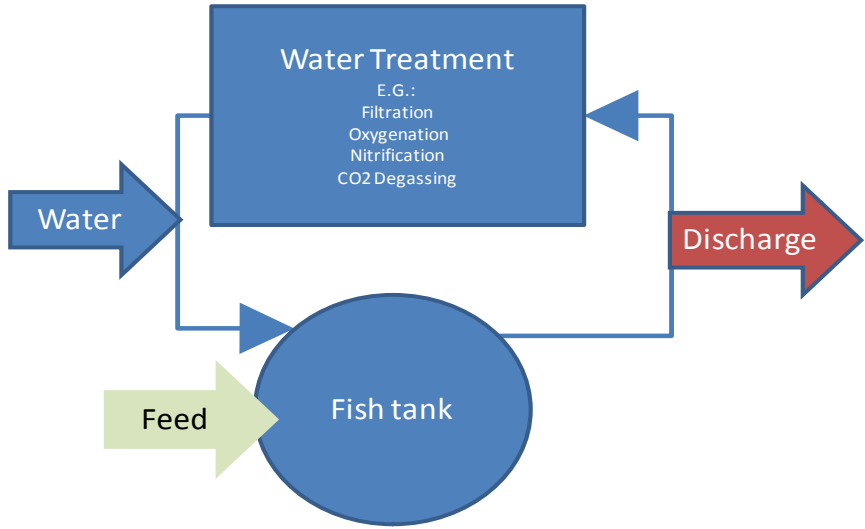 Water Treatment
E.G.:
Filtration
Oxygenation
Nitrification
CO2 Degassing
Water
Discharge
Fish tank
Feed